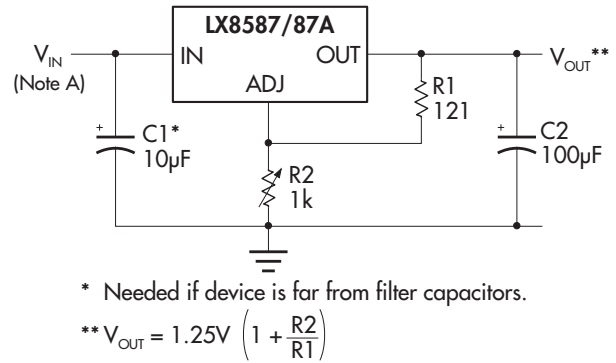 LX8587/87A
V_IN IN OUT V_OUT **
(Note A) ADJ
R1
121
C1*
10µF
C2
100µF
R2
1k
* Needed if device is far from filter capacitors.
** V_OUT = 1.25V (1 + R2/R1)